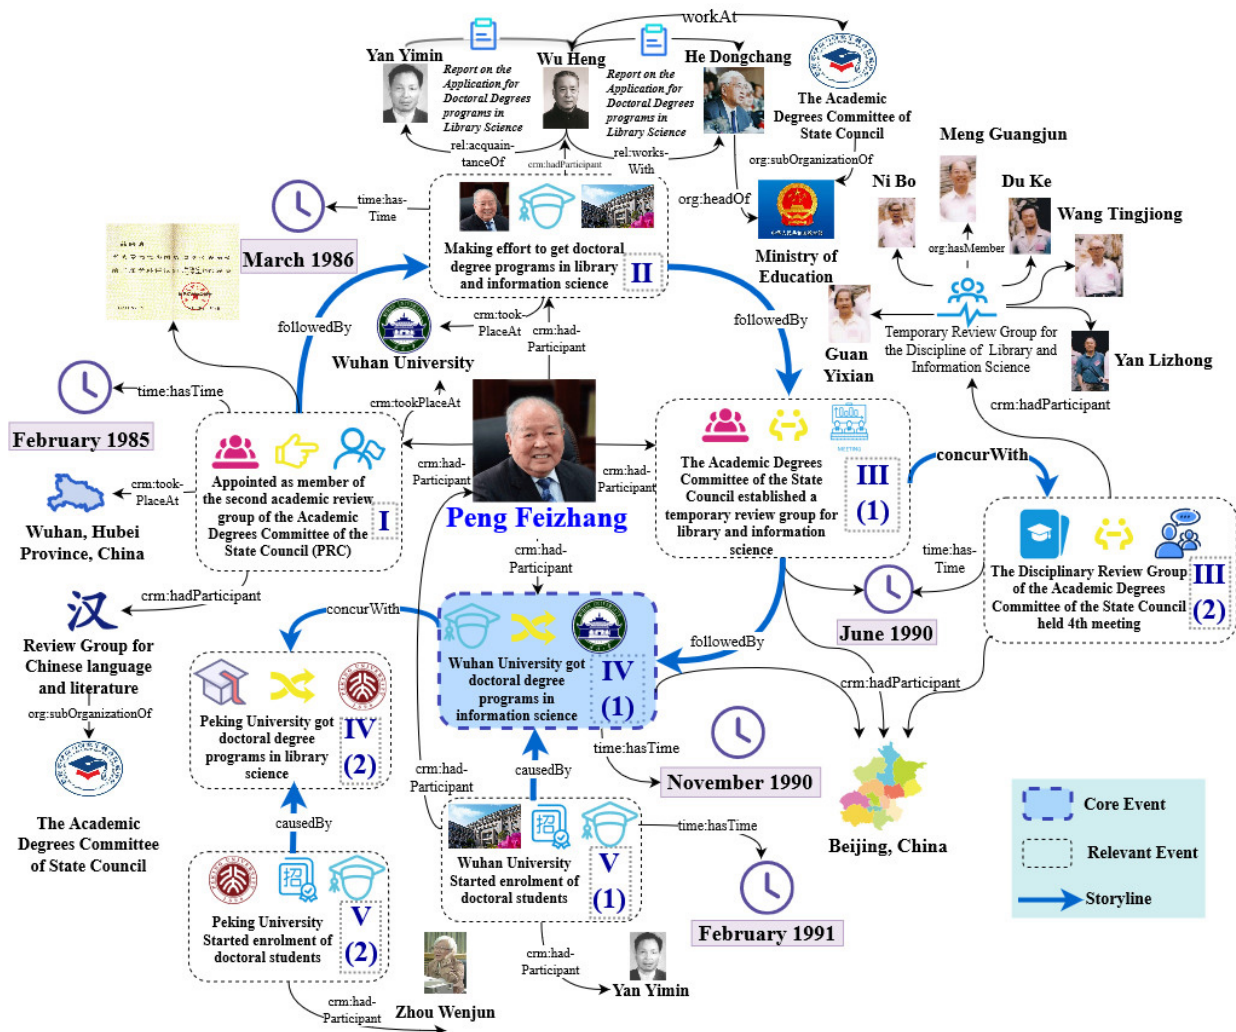 workAt
Yan Yimin
Wu Heng
He Dongchang
Report on the
Application for
Doctoral Degrees
programs in
Library Science
Report on the
Application for
Doctoral Degrees
programs in
Library Science
The Academic
Degrees Committee of
State Council
rel:acquain-
tanceOf
crm:hadParticipant
rel:works-
With
org:subOrganizationOf
org:headOf
Meng Guangjun
Ni Bo
Du Ke
Wang Tingjiong
org:hasMember
time:has-
Time
March 1986
Making effort to get doctoral
degree programs in library
and information science
II
Ministry of
Education
followedBy
crm:took-
PlaceAt
crm:had-
Participant
followedBy
Wuhan University
Guan
Yixian
Temporary Review Group for
the Discipline of Library and
Information Science
Yan Lizhong
crm:hadParticipant
time:hasTime
February 1985
crm:tookPlaceAt
crm:took-
PlaceAt
Wuhan, Hubei
Province, China
Appointed as member of
the second academic review
group of the Academic
Degrees Committee of the
State Council (PRC)
I
crm:had-
Participant
Peng Feizhang
crm:had-
Participant
MEETING
The Academic Degrees
Committee of the State
Council established a
temporary review group for
library and information
science
III
(1)
concurWith
time:has-
Time
The Disciplinary Review Group
of the Academic Degrees
Committee of the State Council
held 4th meeting
III
(2)
June 1990
crm:hadParticipant
汉
Review Group for
Chinese language
and literature
org:subOrganizationOf
The Academic
Degrees Committee
of State Council
concurWith
crm:had-
Participant
followedBy
Wuhan University got
doctoral degree
programs in
information science
IV
(1)
Peking University got
doctoral degree
programs in library
science
IV
(2)
crm:hadParticipant
time:hasTime
November 1990
Beijing, China
causedBy
causedBy
crm:had-
Participant
招
Wuhan University
Started enrolment of
doctoral students
V
(1)
time:hasTime
February 1991
招
Peking University
Started enrolment of
doctoral students
V
(2)
crm:had-
Participant
Zhou Wenjun
crm:had-
Participant
Yan Yimin
Core Event
Relevant Event
Storyline